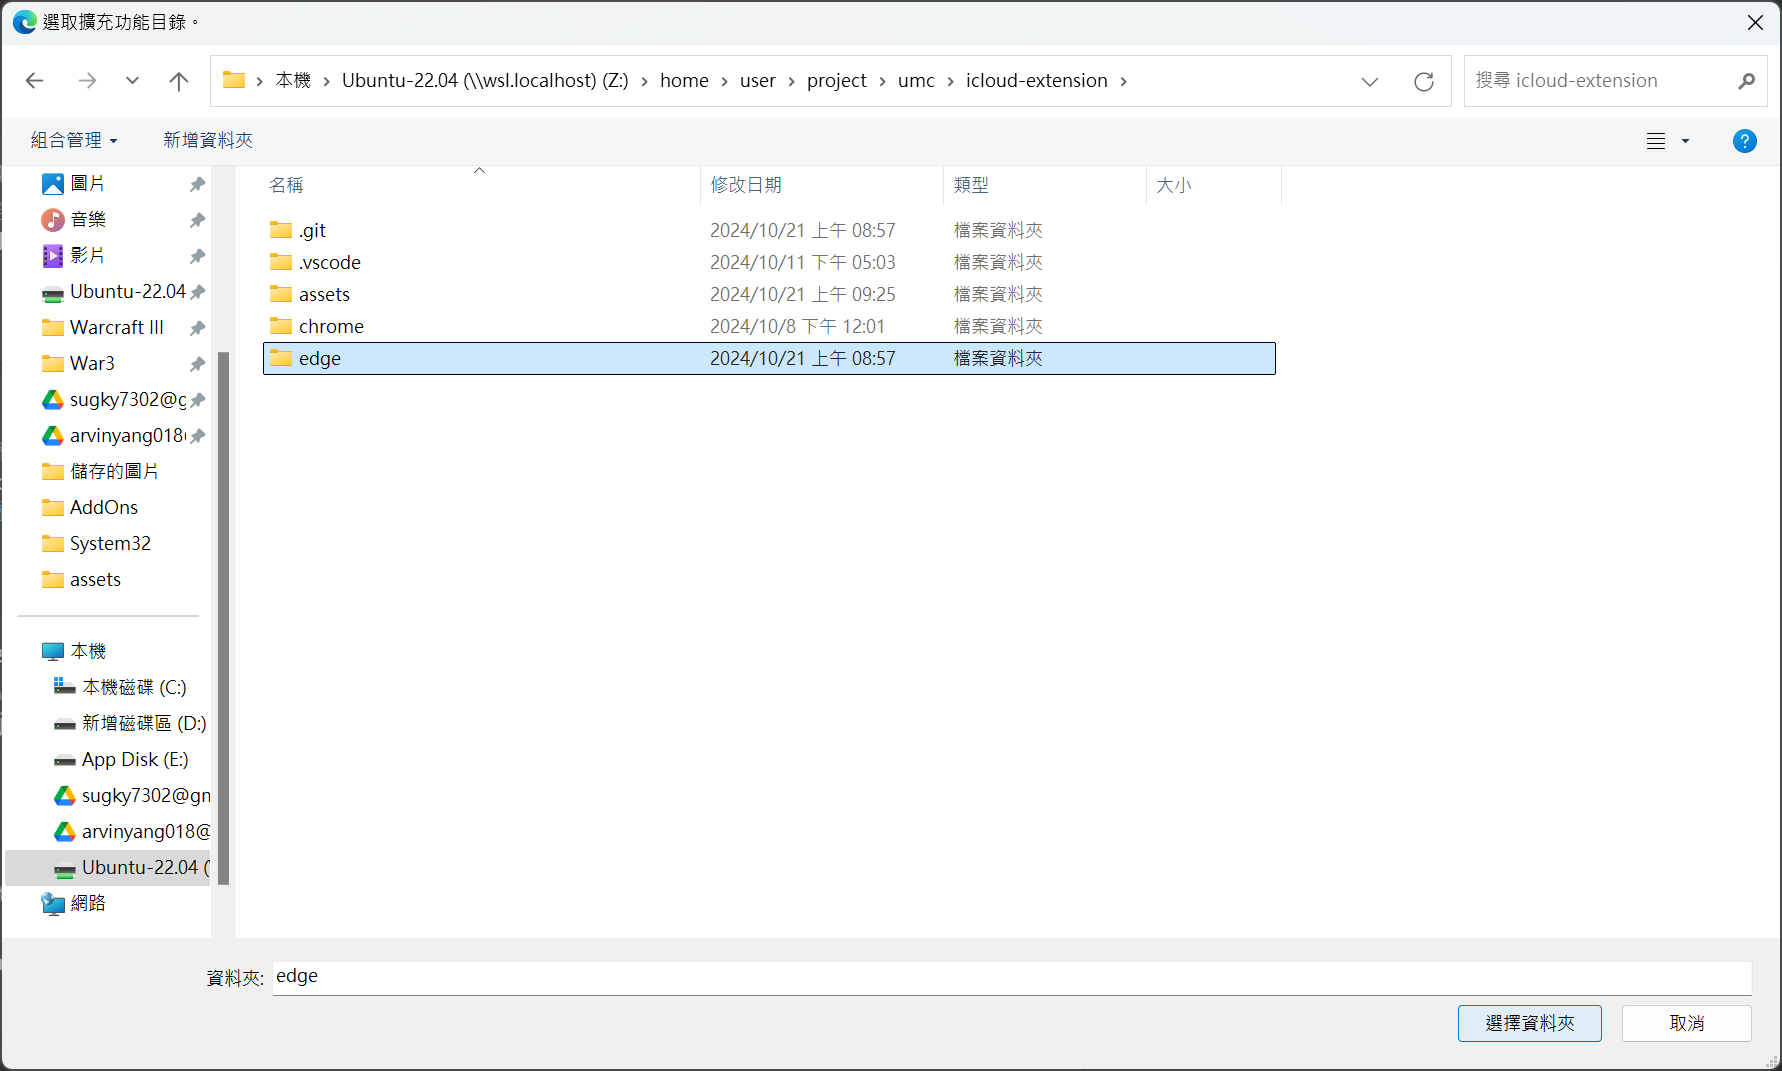 選取擴充功能目錄。
本機 Ubuntu-22.04 (\\wsl.localhost) (Z:) home user project umc icloud-extension
搜尋 icloud-extension
組合管理 新增資料夾
?
圖片
音樂
影片
Ubuntu-22.04
Warcraft III
War3
sugky7302@g
arvinyang018
儲存的圖片
AddOns
System32
assets
本機
本機磁碟 (C:)
新增磁碟區 (D:)
App Disk (E:)
sugky7302@gm
arvinyang018@
Ubuntu-22.04 (
網路
名稱 修改日期 類型 大小
.git 2024/10/21 上午 08:57 檔案資料夾
.vscode 2024/10/11 下午 05:03 檔案資料夾
assets 2024/10/21 上午 09:25 檔案資料夾
chrome 2024/10/8 下午 12:01 檔案資料夾
edge 2024/10/21 上午 08:57 檔案資料夾
資料夾: edge
選擇資料夾 取消